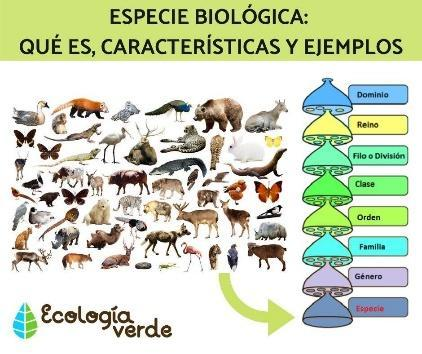 ESPECIE BIOLÓGICA:
QUÉ ES, CARACTERÍSTICAS Y EJEMPLOS
Dominio
Reino
Filo o División
Clase
Orden
Familia
Género
Especie
Ecología
verde